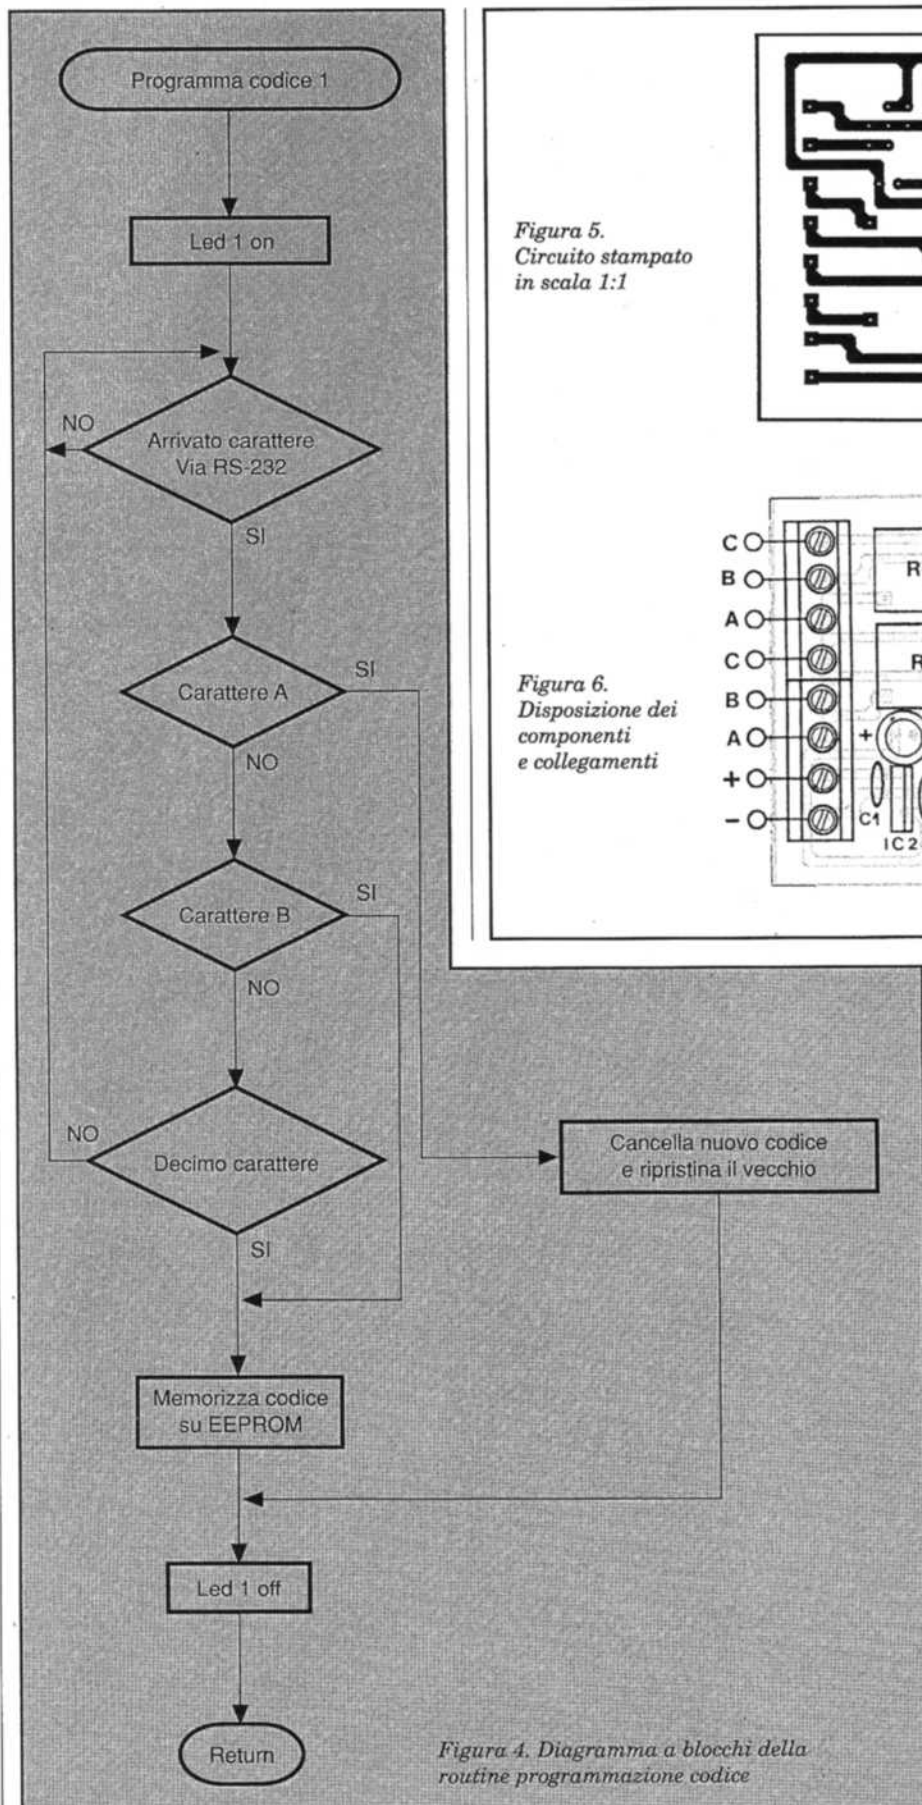 Programma codice 1
Led 1 on
NO
Arrivato carattere
Via RS-232
SI
Carattere A
SI
NO
Carattere B
SI
NO
NO
Decimo carattere
SI
Cancella nuovo codice
e ripristina il vecchio
Memorizza codice
su EEPROM
Led 1 off
Return
Figura 4. Diagramma a blocchi della
routine programmazione codice
Figura 5.
Circuito stampato
in scala 1:1
Figura 6.
Disposizione dei
componenti
e collegamenti
C
B
A
C
B
A
+
-
R
R
+
C1
IC2